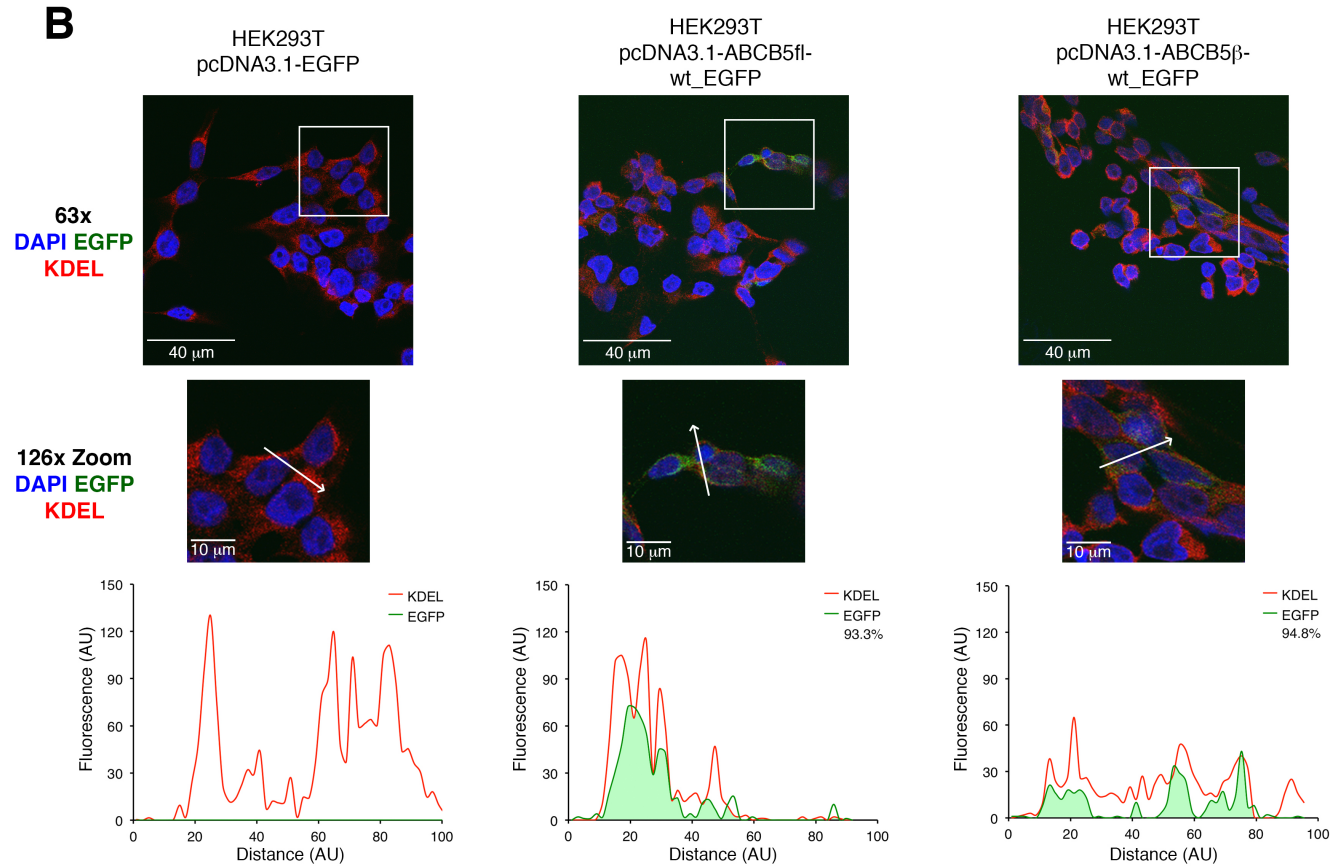 B
HEK293T
pcDNA3.1-EGFP
HEK293T
pcDNA3.1-ABCB5fl-
wt_EGFP
HEK293T
pcDNA3.1-ABCB5β-
wt_EGFP
63x
DAPI EGFP
KDEL
40 μm
40 μm
40 μm
126x Zoom
DAPI EGFP
KDEL
10 μm
10 μm
10 μm
Fluorescence (AU)
150
120
90
60
30
0
0 20 40 60 80 100
Distance (AU)
KDEL
EGFP
Fluorescence (AU)
150
120
90
60
30
0
0 20 40 60 80 100
Distance (AU)
KDEL
EGFP
93.3%
Fluorescence (AU)
150
120
90
60
30
0
0 20 40 60 80 100
Distance (AU)
KDEL
EGFP
94.8%